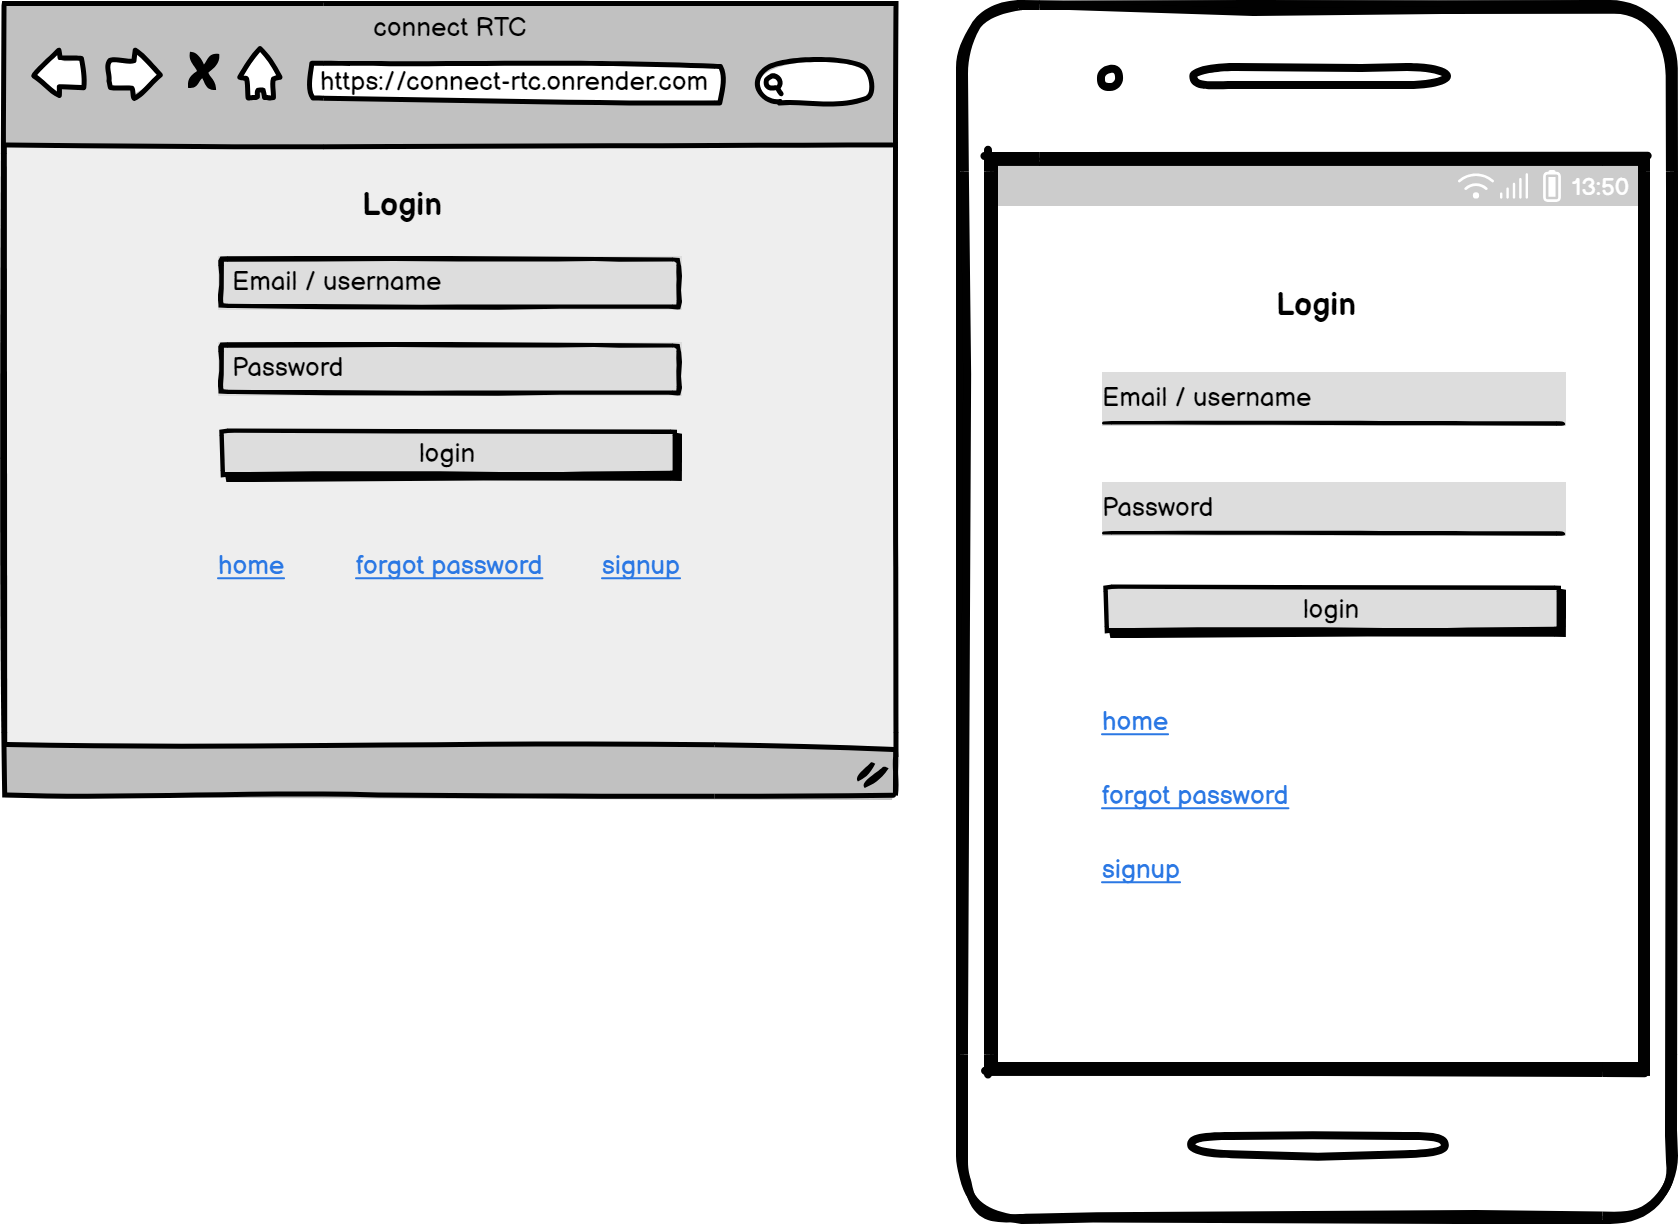 connect RTC
https://connect-rtc.onrender.com
Login
Email / username
Password
login
home forgot password signup
13:50
Login
Email / username
Password
login
home
forgot password
signup